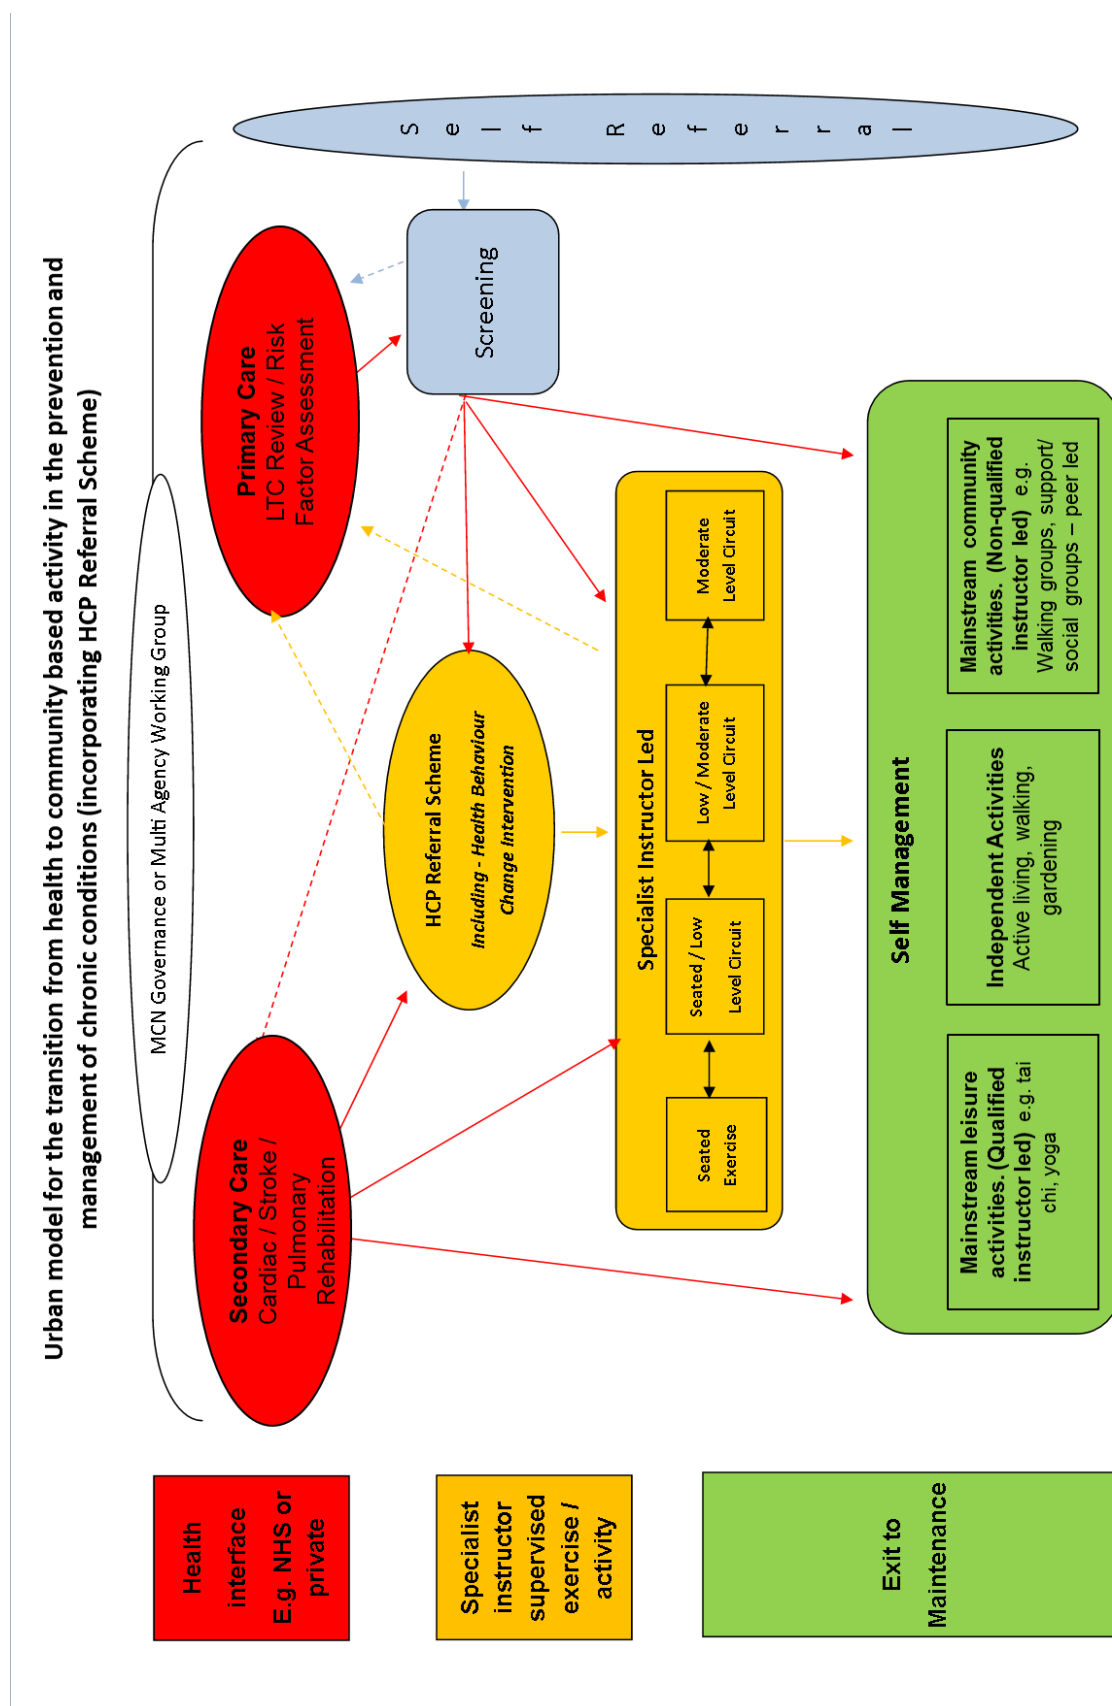 Urban model for the transition from health to community based activity in the prevention and
management of chronic conditions (incorporating HCP Referral Scheme)
MCN Governance or Multi Agency Working Group
Health
interface
E.g. NHS or
private
Secondary Care
Cardiac / Stroke /
Pulmonary
Rehabilitation
Primary Care
LTC Review / Risk
Factor Assessment
Self Referral
Screening
HCP Referral Scheme
Including - Health Behaviour
Change Intervention
Specialist
instructor
supervised
exercise /
activity
Specialist Instructor Led
Seated
Exercise
Seated / Low
Level Circuit
Low / Moderate
Level Circuit
Moderate
Level Circuit
Exit to
Maintenance
Self Management
Mainstream leisure
activities. (Qualified
instructor led) e.g. tai
chi, yoga
Independent Activities
Active living, walking,
gardening
Mainstream community
activities. (Non-qualified
instructor led) e.g.
Walking groups, support/
social groups – peer led